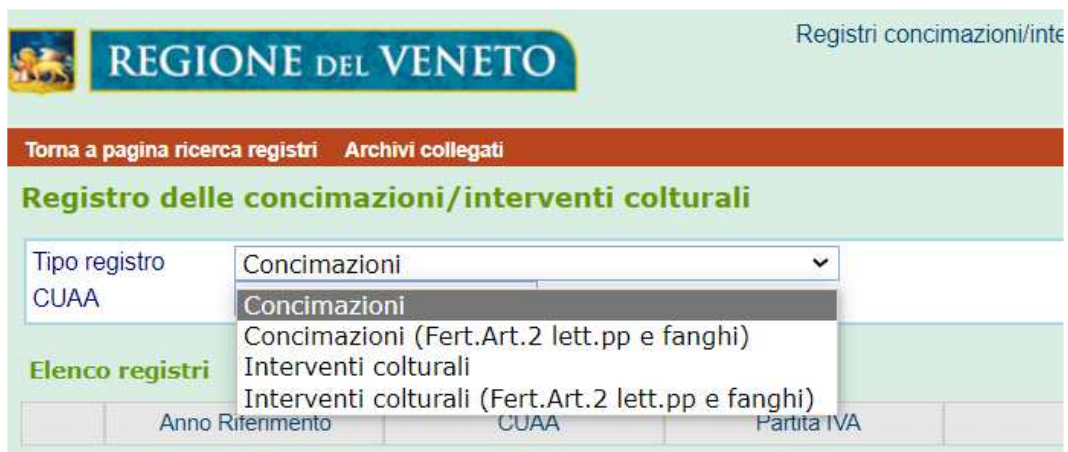 Registri concimazioni/inte
REGIONE DEL VENETO
Torna a pagina ricerca registri Archivi collegati
Registro delle concimazioni/interventi colturali
Tipo registro Concimazioni
CUAA Concimazioni
Concimazioni (Fert.Art.2 lett.pp e fanghi)
Elenco registri Interventi colturali
Interventi colturali (Fert.Art.2 lett.pp e fanghi)
Anno Riferimento CUAA Partita IVA